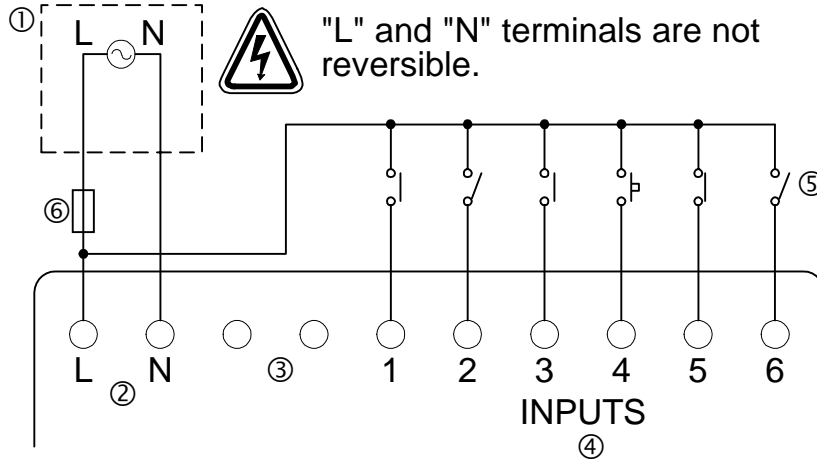 ①
L N
"L" and "N" terminals are not
reversible.
⑥
⑤
L N 1 2 3 4 5 6
② ③
INPUTS
④